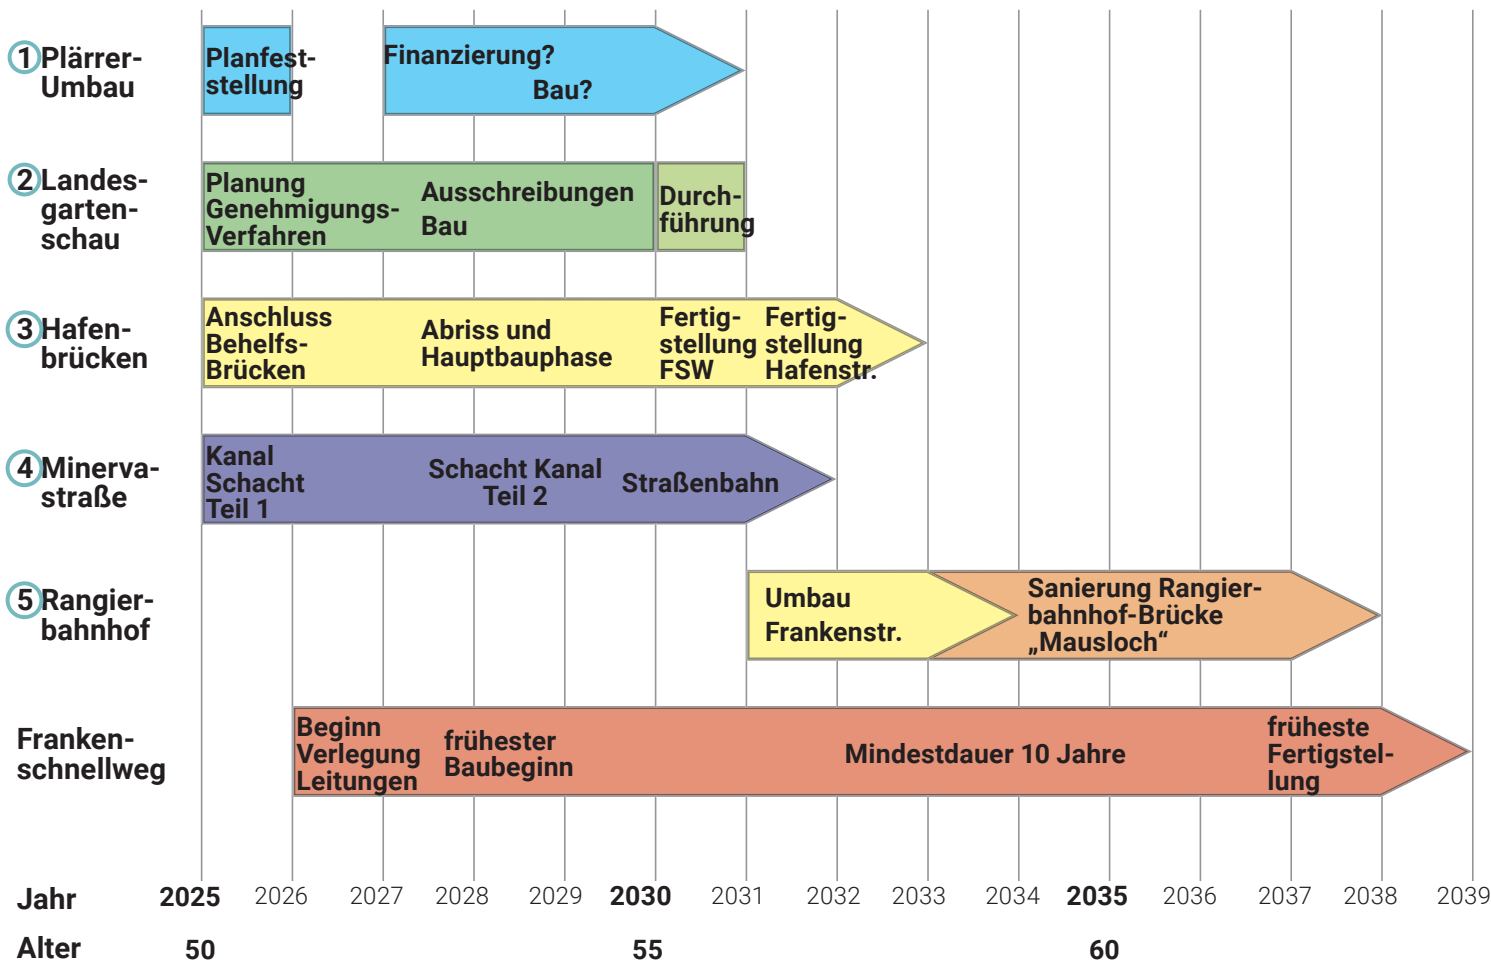 1 Plärrer-
Umbau
Planfest-
stellung
Finanzierung?
Bau?
2 Landes-
garten-
schau
Planung
Genehmigungs-
Verfahren
Ausschreibungen
Bau
Durch-
führung
3 Hafen-
brücken
Anschluss
Behelfs-
Brücken
Abriss und
Hauptbauphase
Fertig-
stellung
FSW
Fertig-
stellung
Hafenstr.
4 Minerva-
straße
Kanal
Schacht
Teil 1
Schacht Kanal
Teil 2
Straßenbahn
5 Rangier-
bahnhof
Umbau
Frankenstr.
Sanierung Rangier-
bahnhof-Brücke
„Mausloch“
Franken-
schnellweg
Beginn
Verlegung
Leitungen
frühester
Baubeginn
Mindestdauer 10 Jahre
früheste
Fertigstel-
lung
Jahr 2025 2026 2027 2028 2029 2030 2031 2032 2033 2034 2035 2036 2037 2038 2039
Alter 50 55 60